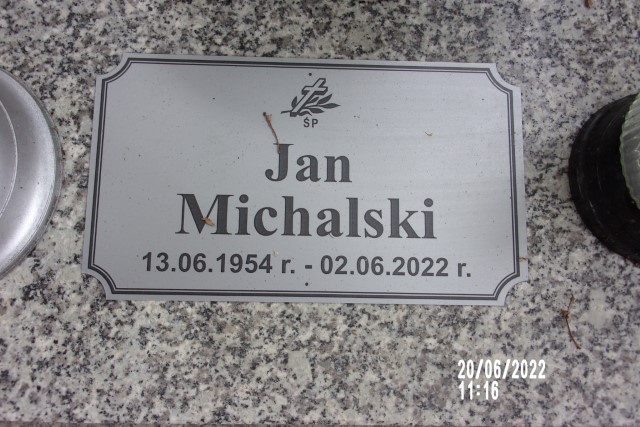 ŚP
Jan
Michalski
13.06.1954 r. - 02.06.2022 r.
20/06/2022
11:16